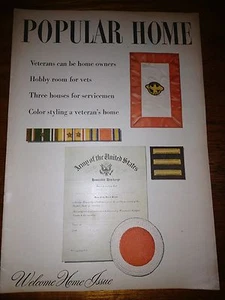 POPULAR HOME
Veterans can be home owners
Hobby room for vets
Three houses for servicemen
Color styling a veteran's home
Army of the United States
Welcome Home Issue